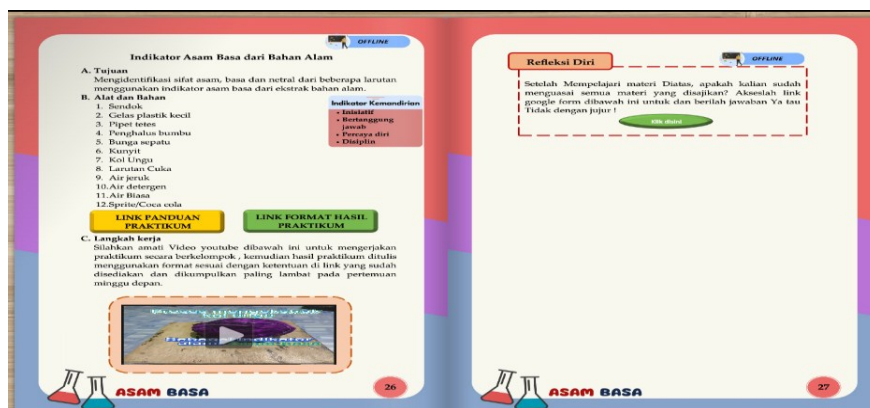 OFFLINE
Indikator Asam Basa dari Bahan Alam
A. Tujuan
Mengidentifikasi sifat asam, basa dan netral dari beberapa larutan
menggunakan indikator asam basa dari ekstrak bahan alam.
B. Alat dan Bahan
1. Sendok
2. Gelas plastik kecil
3. Pipet tetes
4. Penghalus bumbu
5. Bunga sepatu
6. Kunyit
7. Kol Ungu
8. Larutan Cuka
9. Air jeruk
10. Air detergen
11. Air Biasa
12. Sprite/Coca cola
Indikator Kemandirian
• Inisiatif
• Bertanggung
jawab
• Percaya diri
• Disiplin
LINK PANDUAN
PRAKTIKUM
LINK FORMAT HASIL
PRAKTIKUM
C. Langkah kerja
Silahkan amati Video youtube dibawah ini untuk mengerjakan
praktikum secara berkelompok , kemudian hasil praktikum ditulis
menggunakan format sesuai dengan ketentuan di link yang sudah
disediakan dan dikumpulkan paling lambat pada pertemuan
minggu depan.
ASAM BASA
26
OFFLINE
Refleksi Diri
Setelah Mempelajari materi Diatas, apakah kalian sudah
menguasai semua materi yang disajikan? Akseslah link
google form dibawah ini untuk dan berilah jawaban Ya tau
Tidak dengan jujur !
Klik disini
ASAM BASA
27